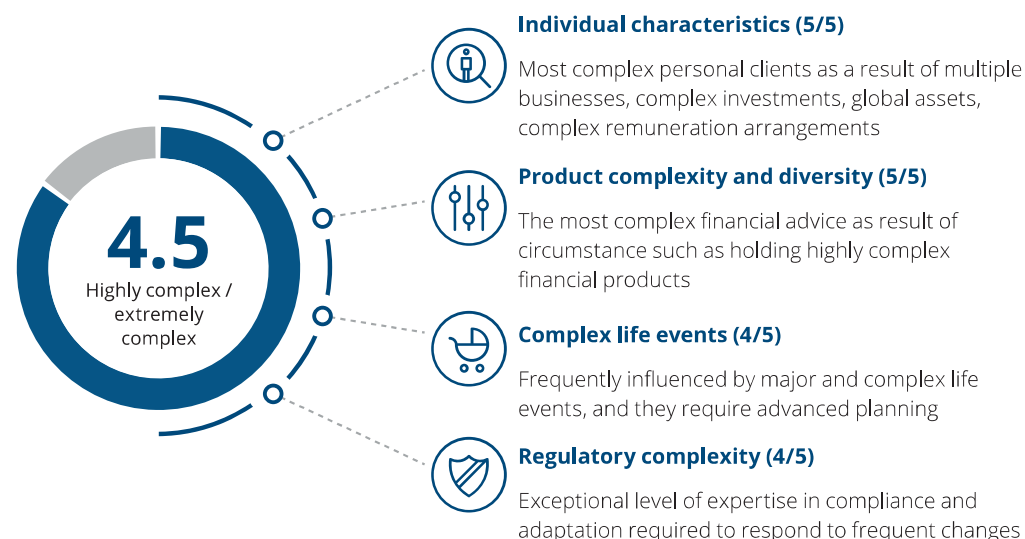 4.5
Highly complex /
extremely
complex
Individual characteristics (5/5)
Most complex personal clients as a result of multiple
businesses, complex investments, global assets,
complex remuneration arrangements
Product complexity and diversity (5/5)
The most complex financial advice as result of
circumstance such as holding highly complex
financial products
Complex life events (4/5)
Frequently influenced by major and complex life
events, and they require advanced planning
Regulatory complexity (4/5)
Exceptional level of expertise in compliance and
adaptation required to respond to frequent changes